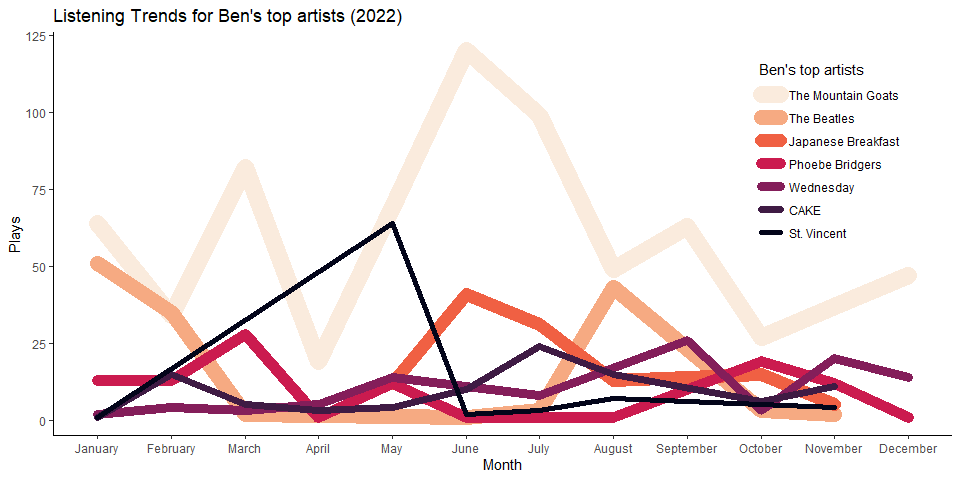 Listening Trends for Ben's top artists (2022)
125
100
75
50
25
0
Plays
January February March April May June July August September October November December
Month
Ben's top artists
The Mountain Goats
The Beatles
Japanese Breakfast
Phoebe Bridgers
Wednesday
CAKE
St. Vincent